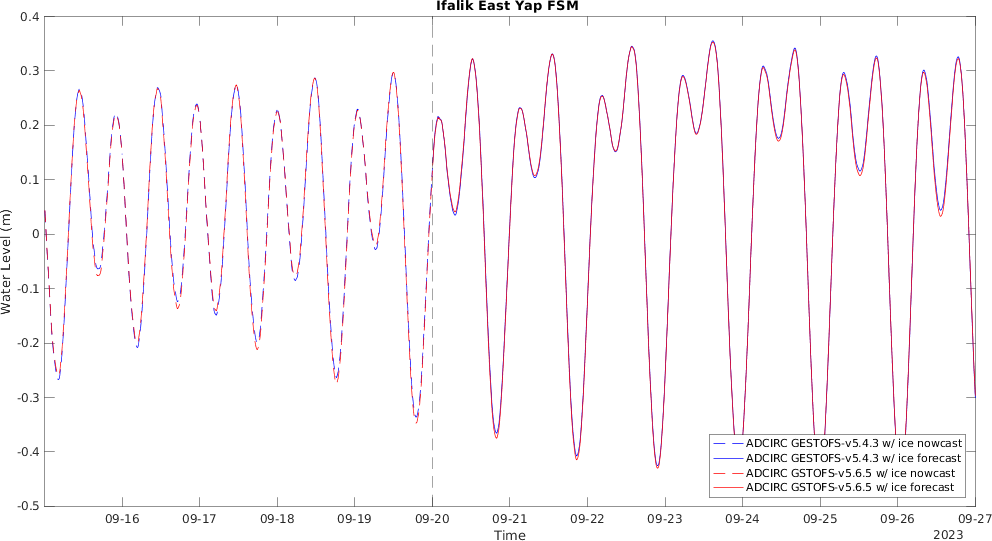 Ifalik East Yap FSM
0.4
0.3
0.2
0.1
0
-0.1
-0.2
-0.3
-0.4
-0.5
Water Level (m)
ADCIRC GESTOFS-v5.4.3 w/ ice nowcast
ADCIRC GESTOFS-v5.4.3 w/ ice forecast
ADCIRC GSTOFS-v5.6.5 w/ ice nowcast
ADCIRC GSTOFS-v5.6.5 w/ ice forecast
09-16 09-17 09-18 09-19 09-20 09-21 09-22 09-23 09-24 09-25 09-26 09-27
Time
2023